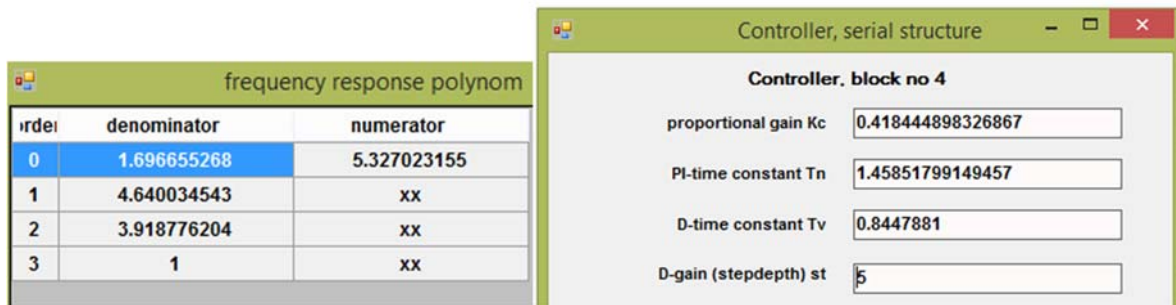 frequency response polynom
order denominator numerator
0 1.696655268 5.327023155
1 4.640034543 xx
2 3.918776204 xx
3 1 xx
Controller, serial structure
Controller, block no 4
proportional gain Kc 0.418444898326867
PI-time constant Tn 1.45851799149457
D-time constant Tv 0.8447881
D-gain (stepdepth) st 5